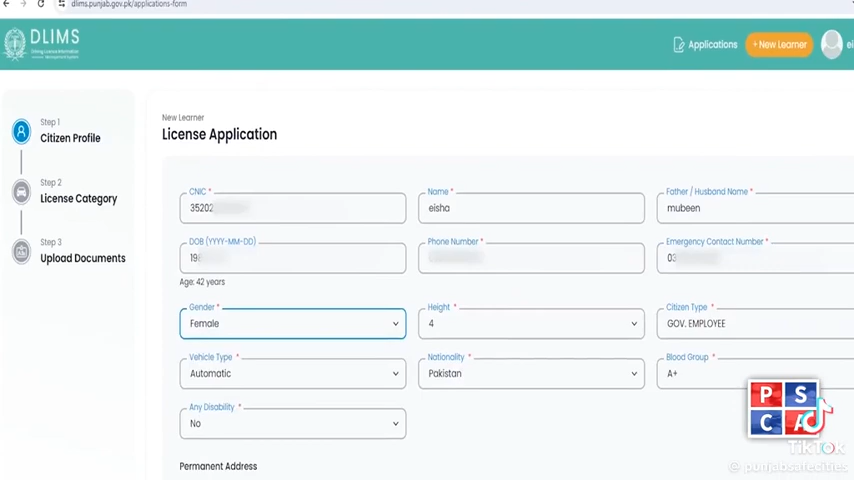 dlims.punjab.gov.pk/applications-form
DLIMS
Applications
+ New Learner
Step 1
Citizen Profile
Step 2
License Category
Step 3
Upload Documents
New Learner
License Application
CNIC *
35202
Name *
eisha
Father / Husband Name *
mubeen
DOB (YYYY-MM-DD)
Age: 42 years
Phone Number *
Emergency Contact Number *
03
Gender *
Female
Height *
4
Citizen Type *
GOV. EMPLOYEE
Vehicle Type *
Automatic
Nationality *
Pakistan
Blood Group *
A+
Any Disability *
No
Permanent Address
PSCA
TikTok
@punjabsafecities